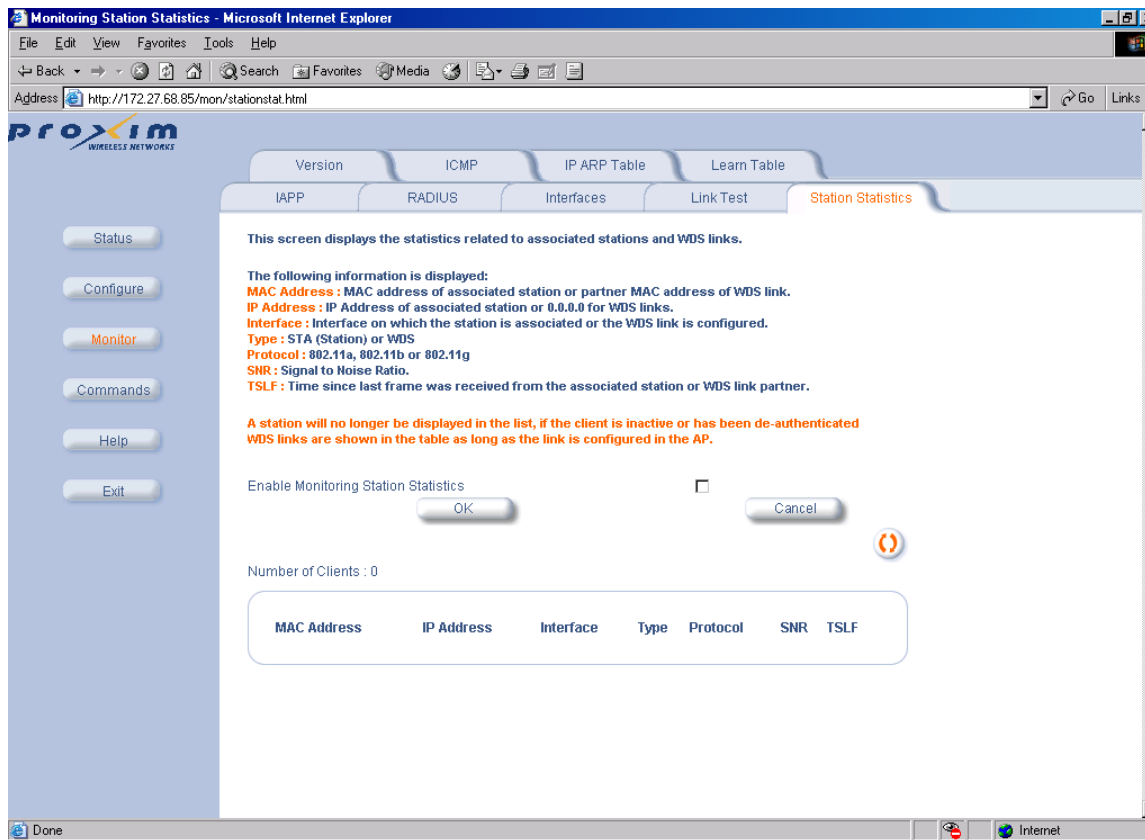 Monitoring Station Statistics - Microsoft Internet Explorer
File Edit View Favorites Tools Help
Back Search Favorites Media
Address http://172.27.68.85/mon/stationstat.html Go Links
proxim
WIRELESS NETWORKS
Version ICMP IP ARP Table Learn Table
IAPP RADIUS Interfaces Link Test Station Statistics
Status
Configure
Monitor
Commands
Help
Exit
This screen displays the statistics related to associated stations and WDS links.
The following information is displayed:
MAC Address : MAC address of associated station or partner MAC address of WDS link.
IP Address : IP Address of associated station or 0.0.0.0 for WDS links.
Interface : Interface on which the station is associated or the WDS link is configured.
Type : STA (Station) or WDS
Protocol : 802.11a, 802.11b or 802.11g
SNR : Signal to Noise Ratio.
TSLF : Time since last frame was received from the associated station or WDS link partner.
A station will no longer be displayed in the list, if the client is inactive or has been de-authenticated
WDS links are shown in the table as long as the link is configured in the AP.
Enable Monitoring Station Statistics
OK Cancel
Number of Clients : 0
MAC Address IP Address Interface Type Protocol SNR TSLF
Done Internet